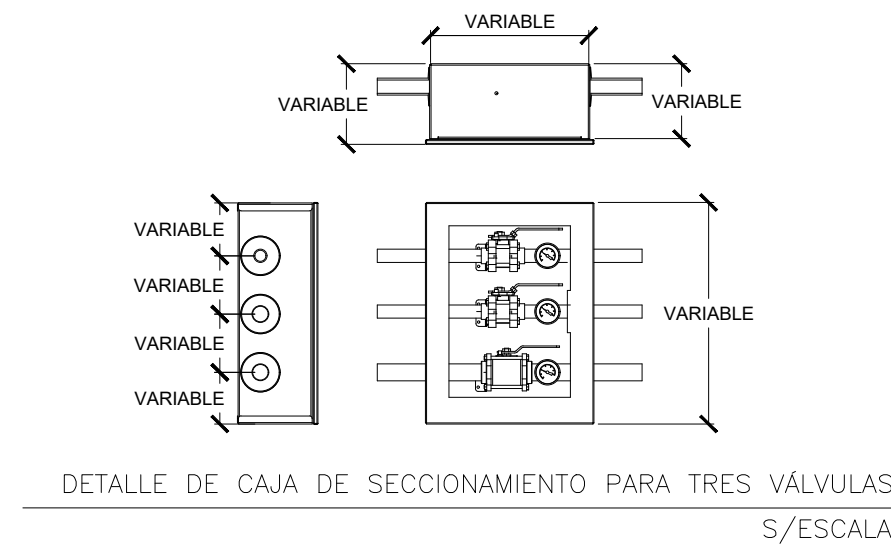 VARIABLE
VARIABLE
VARIABLE
VARIABLE
VARIABLE
VARIABLE
VARIABLE
VARIABLE
DETALLE DE CAJA DE SECCIONAMIENTO PARA TRES VÁLVULAS
S/ESCALA